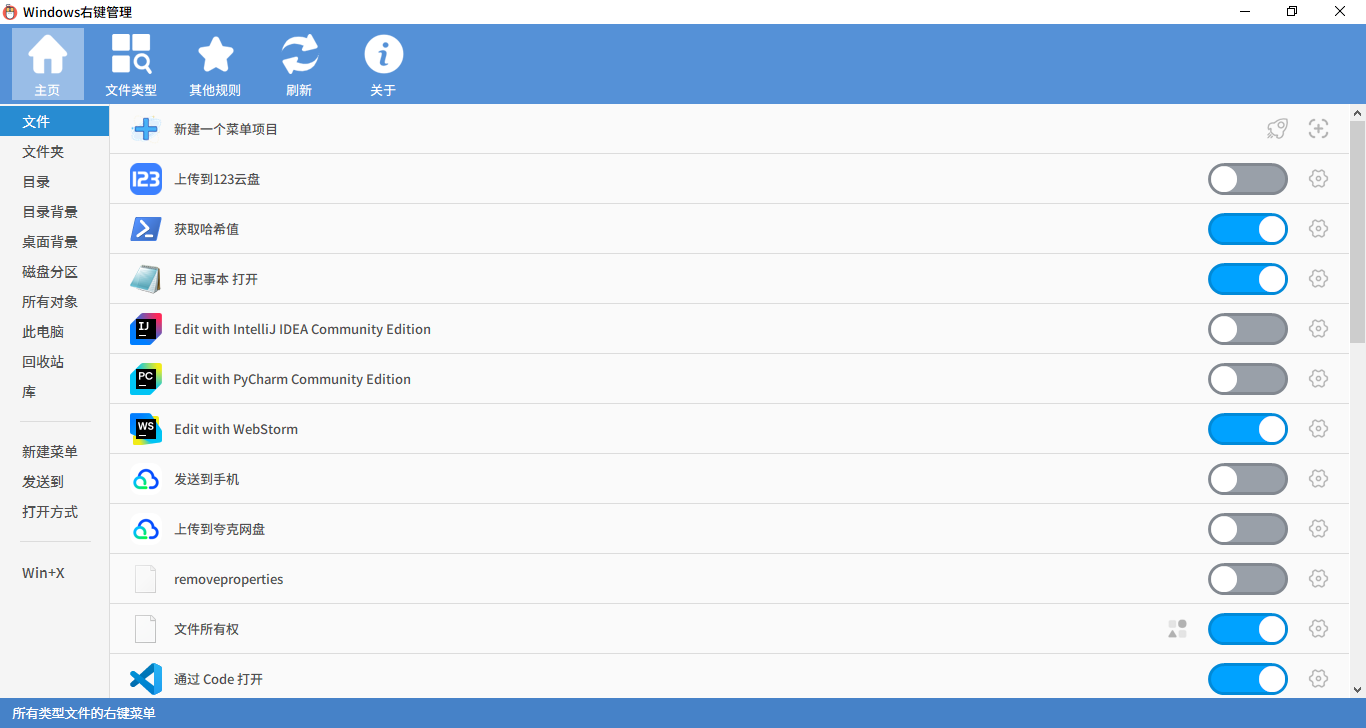 Windows右键管理
主页
文件类型
其他规则
刷新
关于
文件
文件夹
目录
目录背景
桌面背景
磁盘分区
所有对象
此电脑
回收站
库
新建菜单
发送到
打开方式
Win+X
新建一个菜单项目
123
上传到123云盘
获取哈希值
用 记事本 打开
IJ
Edit with IntelliJ IDEA Community Edition
PC
Edit with PyCharm Community Edition
WS
Edit with WebStorm
发送到手机
上传到夸克网盘
removeproperties
文件所有权
通过 Code 打开
所有类型文件的右键菜单